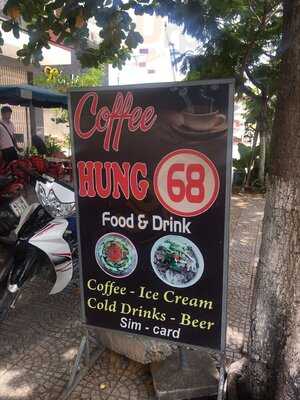 Coffee
HUNG 68
Food & Drink
Coffee - Ice Cream
Cold Drinks - Beer
Sim - card